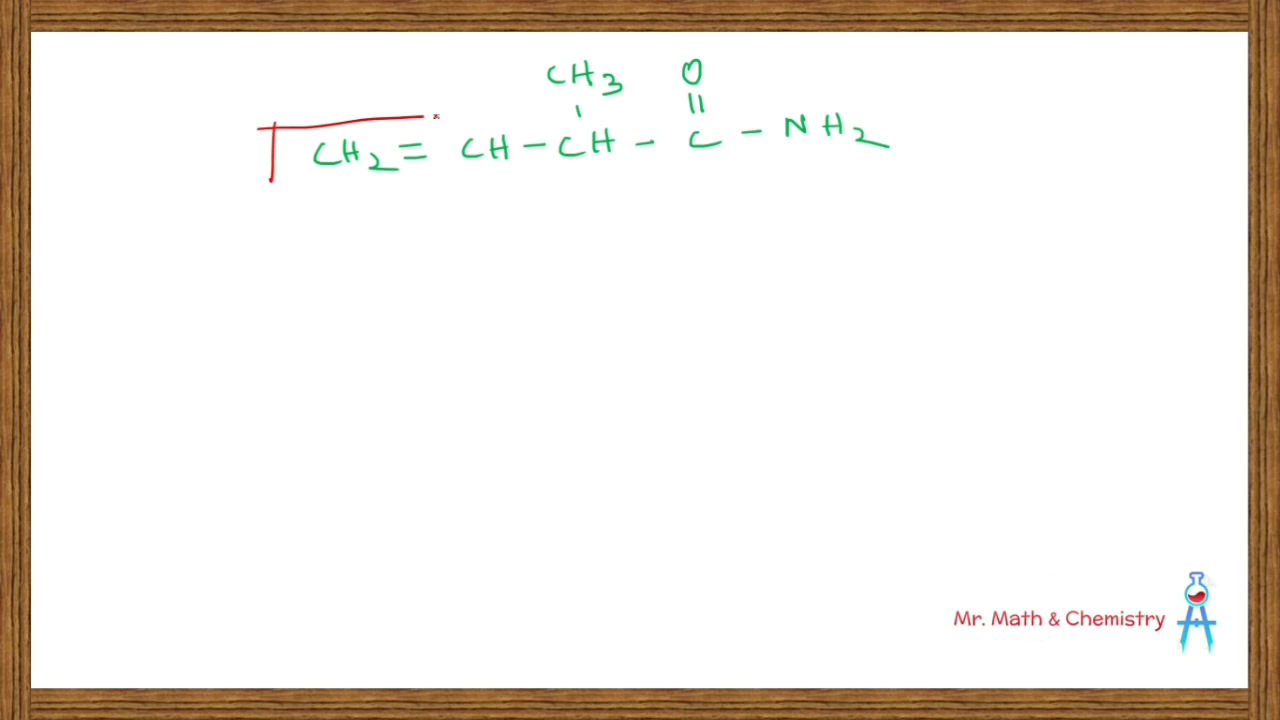 CH3 O
CH2 = CH - CH - C - NH2
Mr. Math & Chemistry